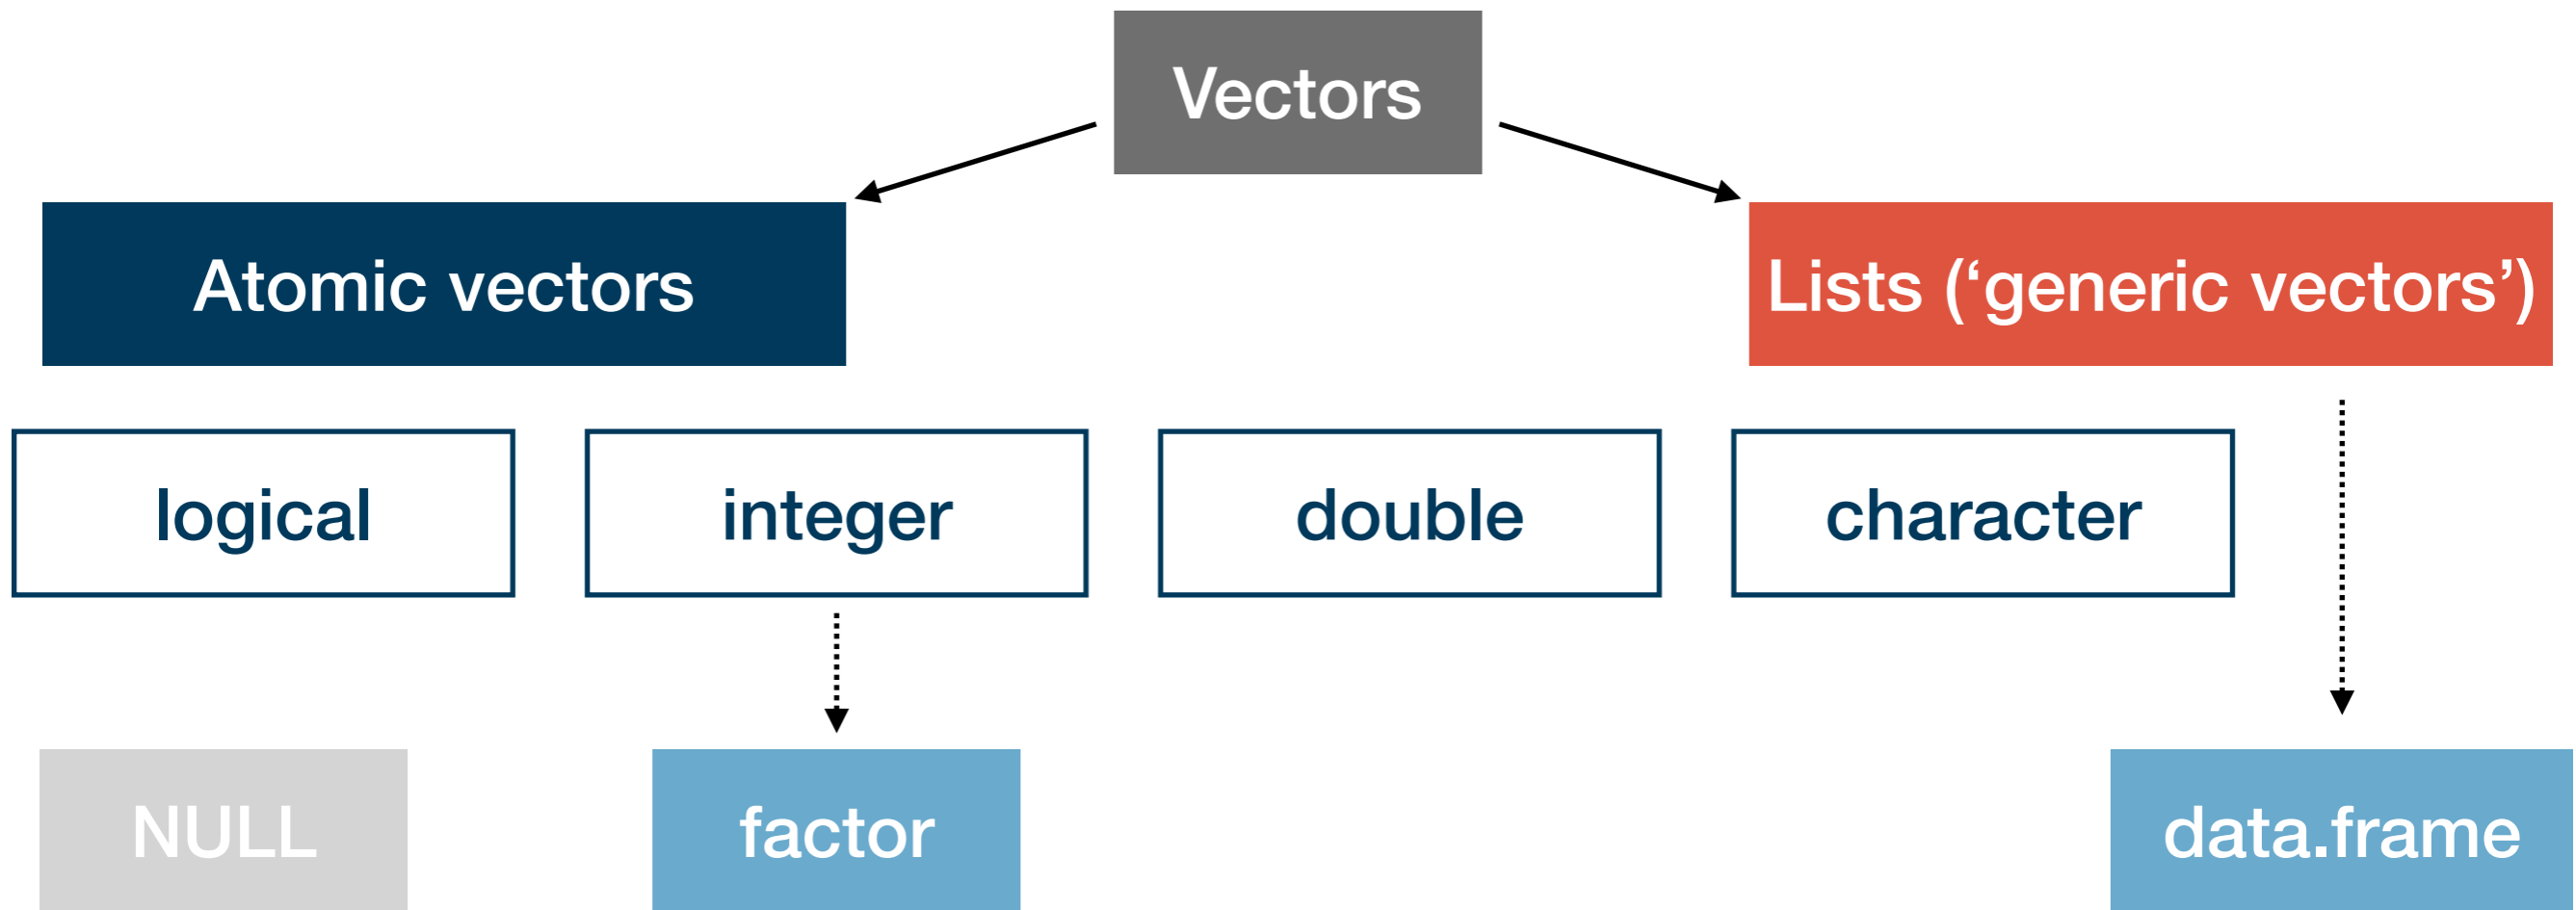 Vectors
Atomic vectors
Lists (‘generic vectors’)
logical
integer
double
character
NULL
factor
data.frame